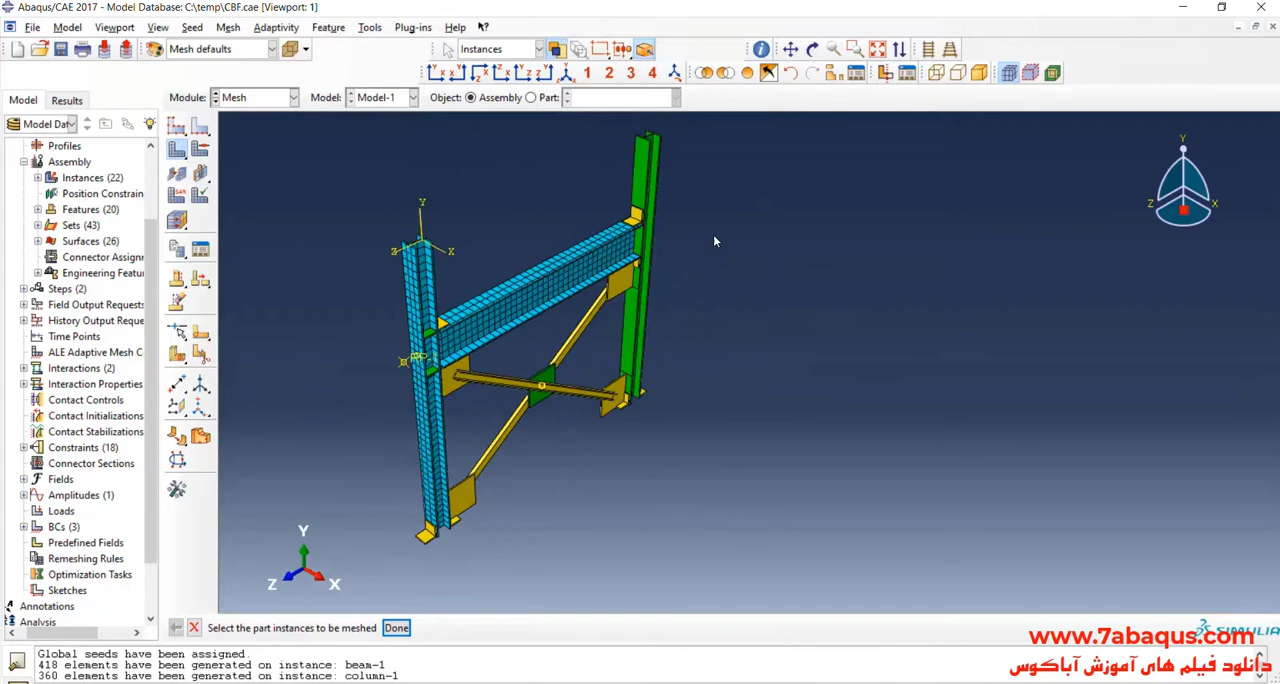 Abaqus/CAE 2017 - Model Database: C:\temp\CBF.cae [Viewport: 1]
File Model Viewport View Seed Mesh Adaptivity Feature Tools Plug-ins Help
Mesh defaults Instances
1 2 3 4
Model Results Module: Mesh Model: Model-1 Object: Assembly Part:
Model Dat
Profiles
Assembly
Instances (22)
Position Constrain
Features (20)
Sets (43)
Surfaces (26)
Connector Assignr
Engineering Featu
Steps (2)
Field Output Requests
History Output Reque
Time Points
ALE Adaptive Mesh C
Interactions (2)
Interaction Properties
Contact Controls
Contact Initializations
Contact Stabilizations
Constraints (18)
Connector Sections
Fields
Amplitudes (1)
Loads
BCs (3)
Predefined Fields
Remeshing Rules
Optimization Tasks
Sketches
Annotations
Analysis
Y
Z X
Y
Z X
Y
Z X
Select the part instances to be meshed Done
SIMULIA
www.7abaqus.com
دانلود فیلم های آموزش آباکوس
Global seeds have been assigned.
418 elements have been generated on instance: beam-1
360 elements have been generated on instance: column-1